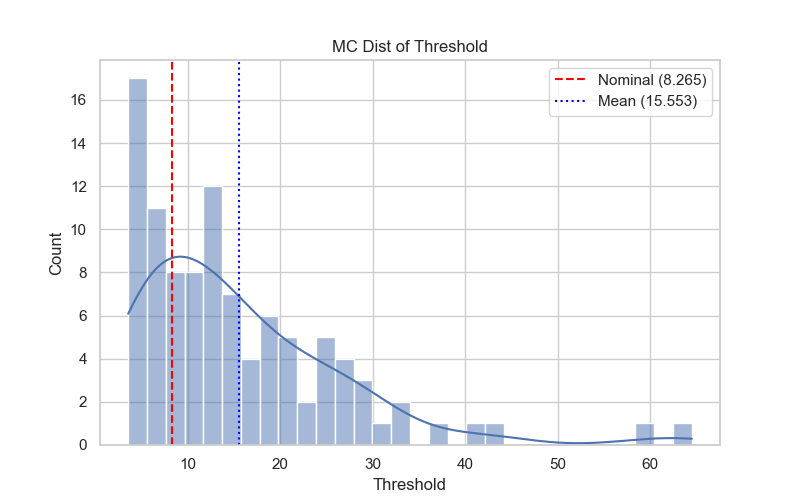 MC Dist of Threshold
Nominal (8.265)
Mean (15.553)
Count
16
14
12
10
8
6
4
2
0
10 20 30 40 50 60
Threshold